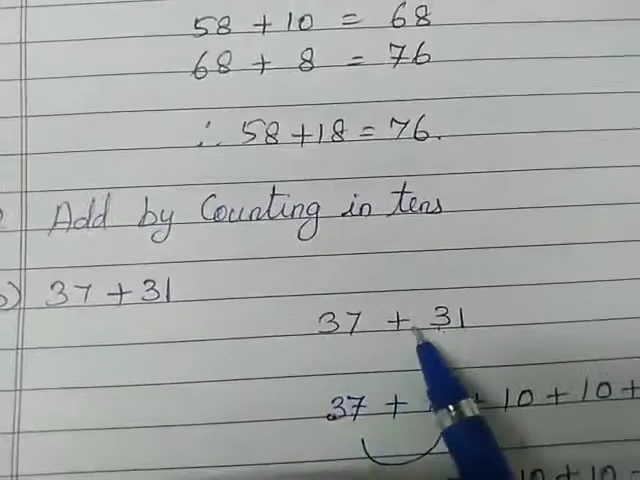 58 + 10 = 68
68 + 8 = 76
∴ 58 + 18 = 76.
Add by Counting in tens
37 + 31
37 + 31
37 + + 10 + 10 +
10 + 10 =